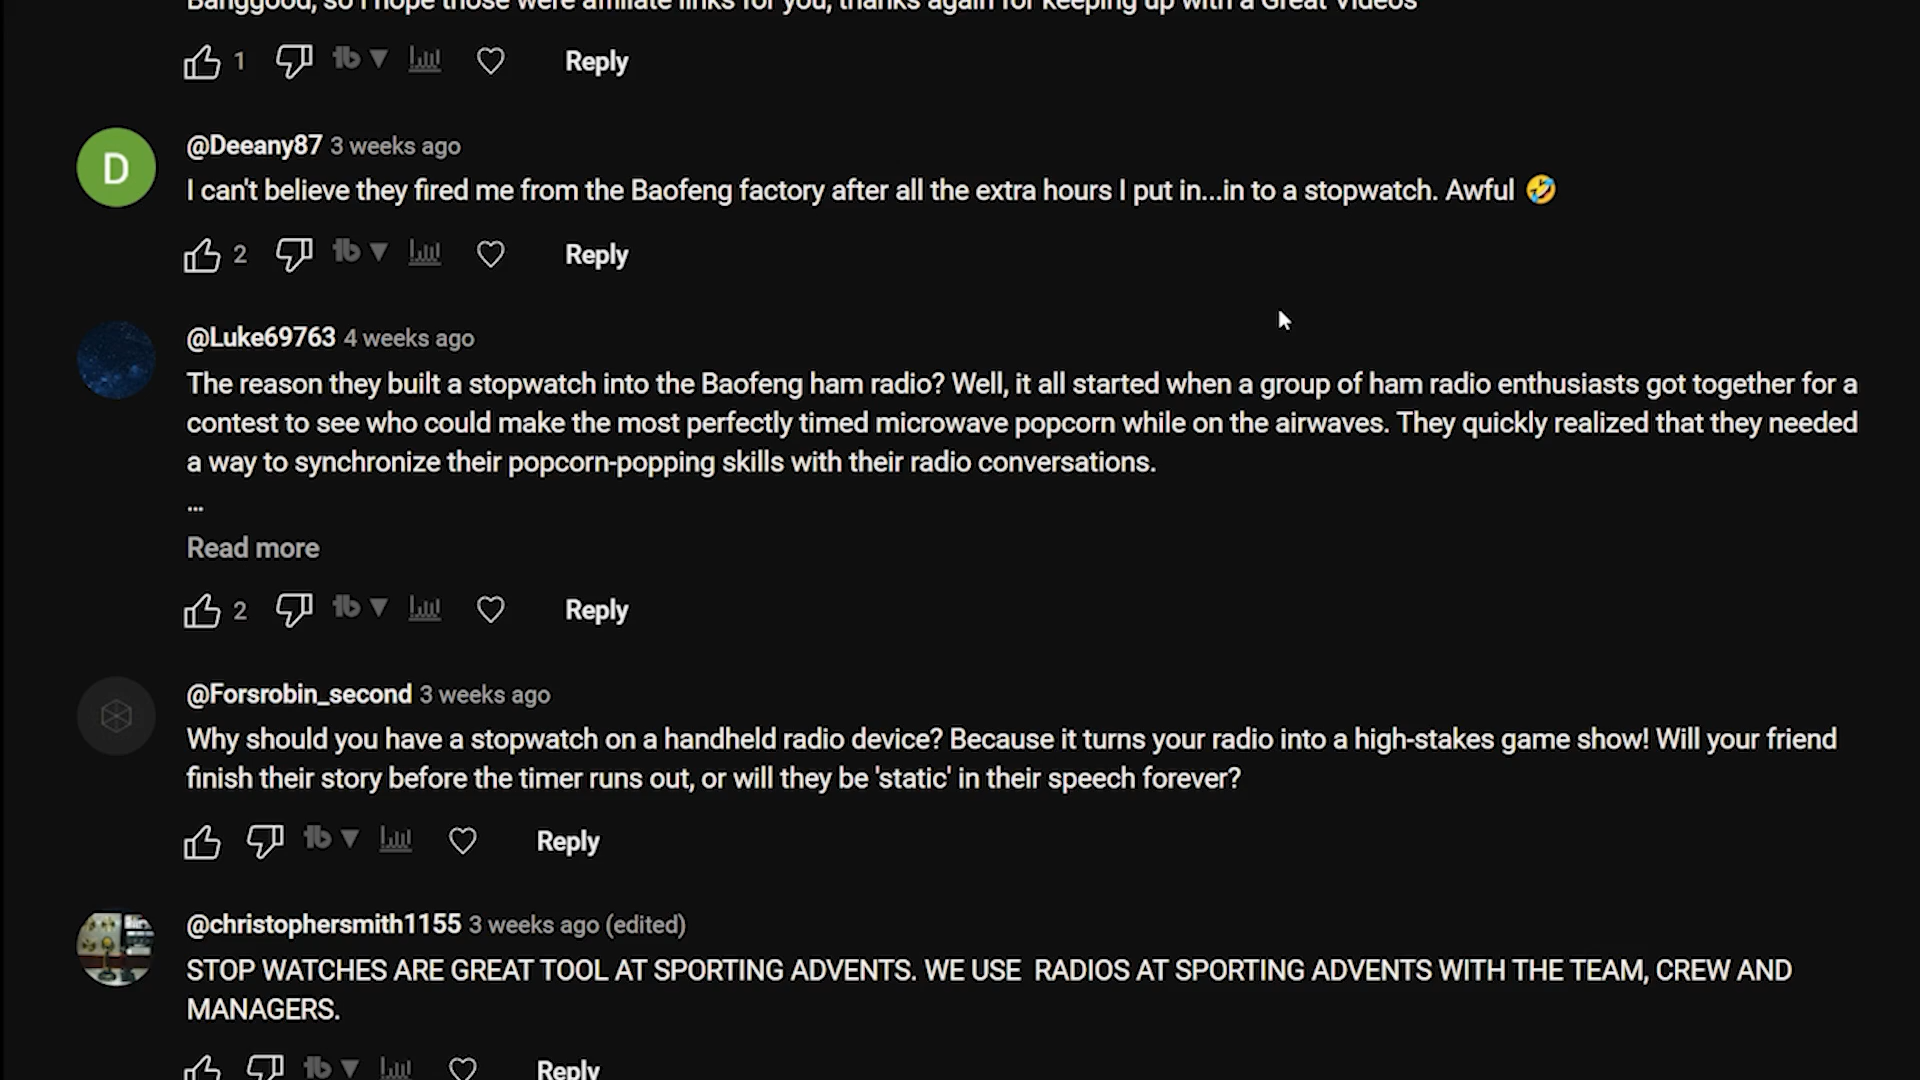 Banggood, so I hope those were affiliate links for you, thanks again for keeping up with a Great Videos
1 Reply
D
@Deeany87 3 weeks ago
I can't believe they fired me from the Baofeng factory after all the extra hours I put in...in to a stopwatch. Awful 🤣
2 Reply
@Luke69763 4 weeks ago
The reason they built a stopwatch into the Baofeng ham radio? Well, it all started when a group of ham radio enthusiasts got together for a
contest to see who could make the most perfectly timed microwave popcorn while on the airwaves. They quickly realized that they needed
a way to synchronize their popcorn-popping skills with their radio conversations.
...
Read more
2 Reply
@Forsrobin_second 3 weeks ago
Why should you have a stopwatch on a handheld radio device? Because it turns your radio into a high-stakes game show! Will your friend
finish their story before the timer runs out, or will they be 'static' in their speech forever?
Reply
@christophersmith1155 3 weeks ago (edited)
STOP WATCHES ARE GREAT TOOL AT SPORTING ADVENTS. WE USE RADIOS AT SPORTING ADVENTS WITH THE TEAM, CREW AND
MANAGERS.
Reply